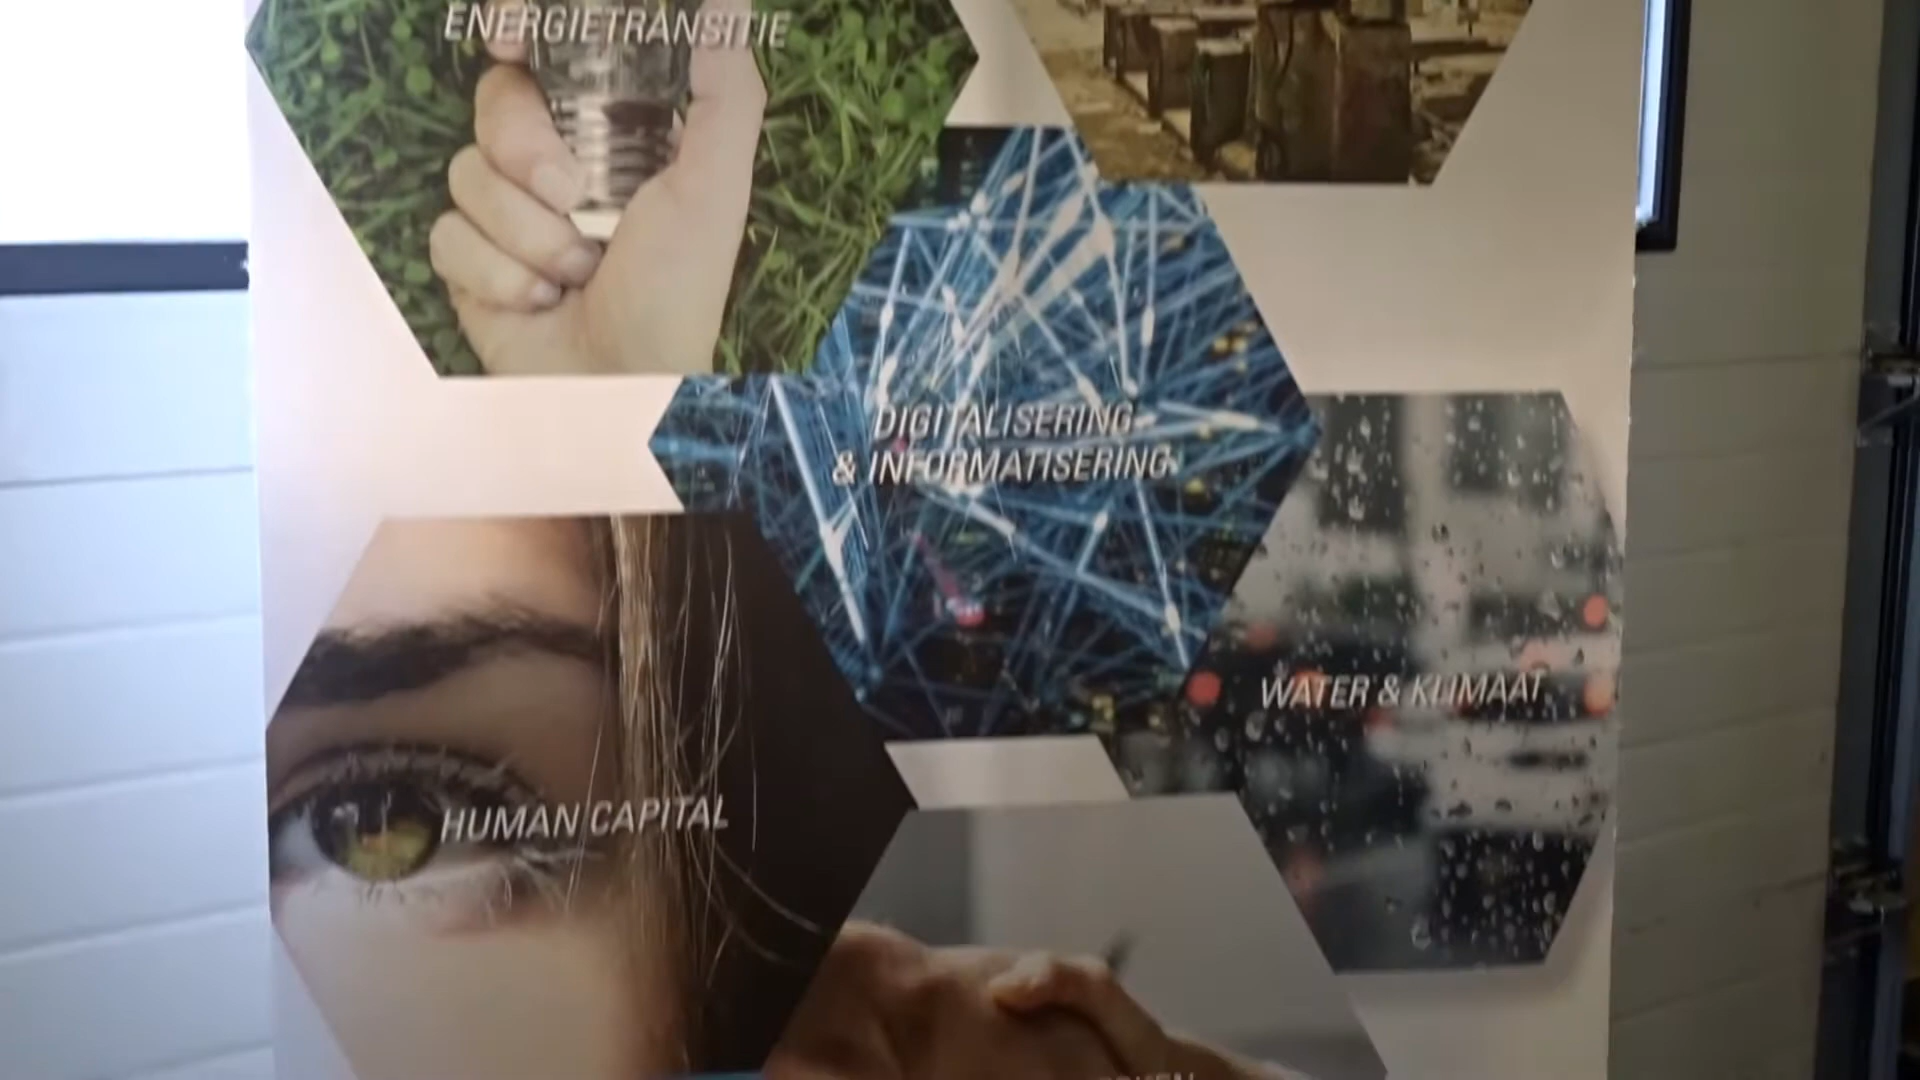 ENERGIETRANSITIE
DIGITALISERING
& INFORMATISERING
WATER & KLIMAAT
HUMAN CAPITAL